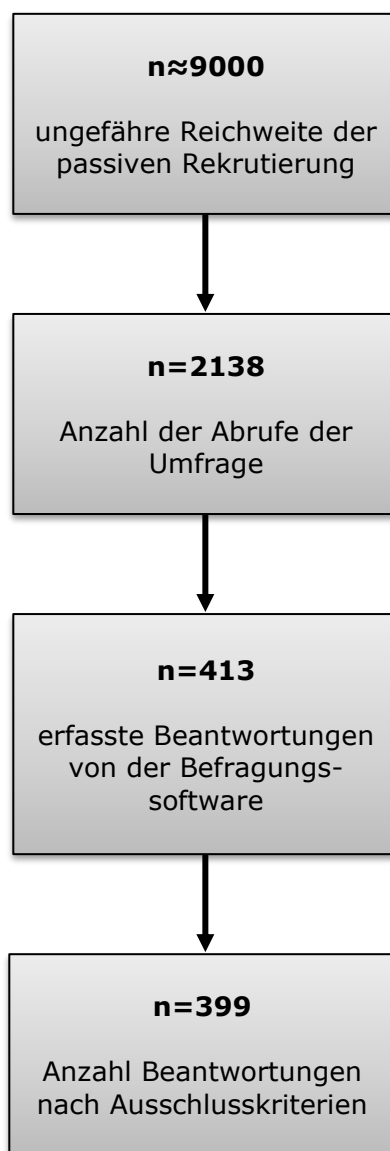 n≈9000
ungefähre Reichweite der
passiven Rekrutierung
n=2138
Anzahl der Abrufe der
Umfrage
n=413
erfasste Beantwortungen
von der Befragungs-
software
n=399
Anzahl Beantwortungen
nach Ausschlusskriterien